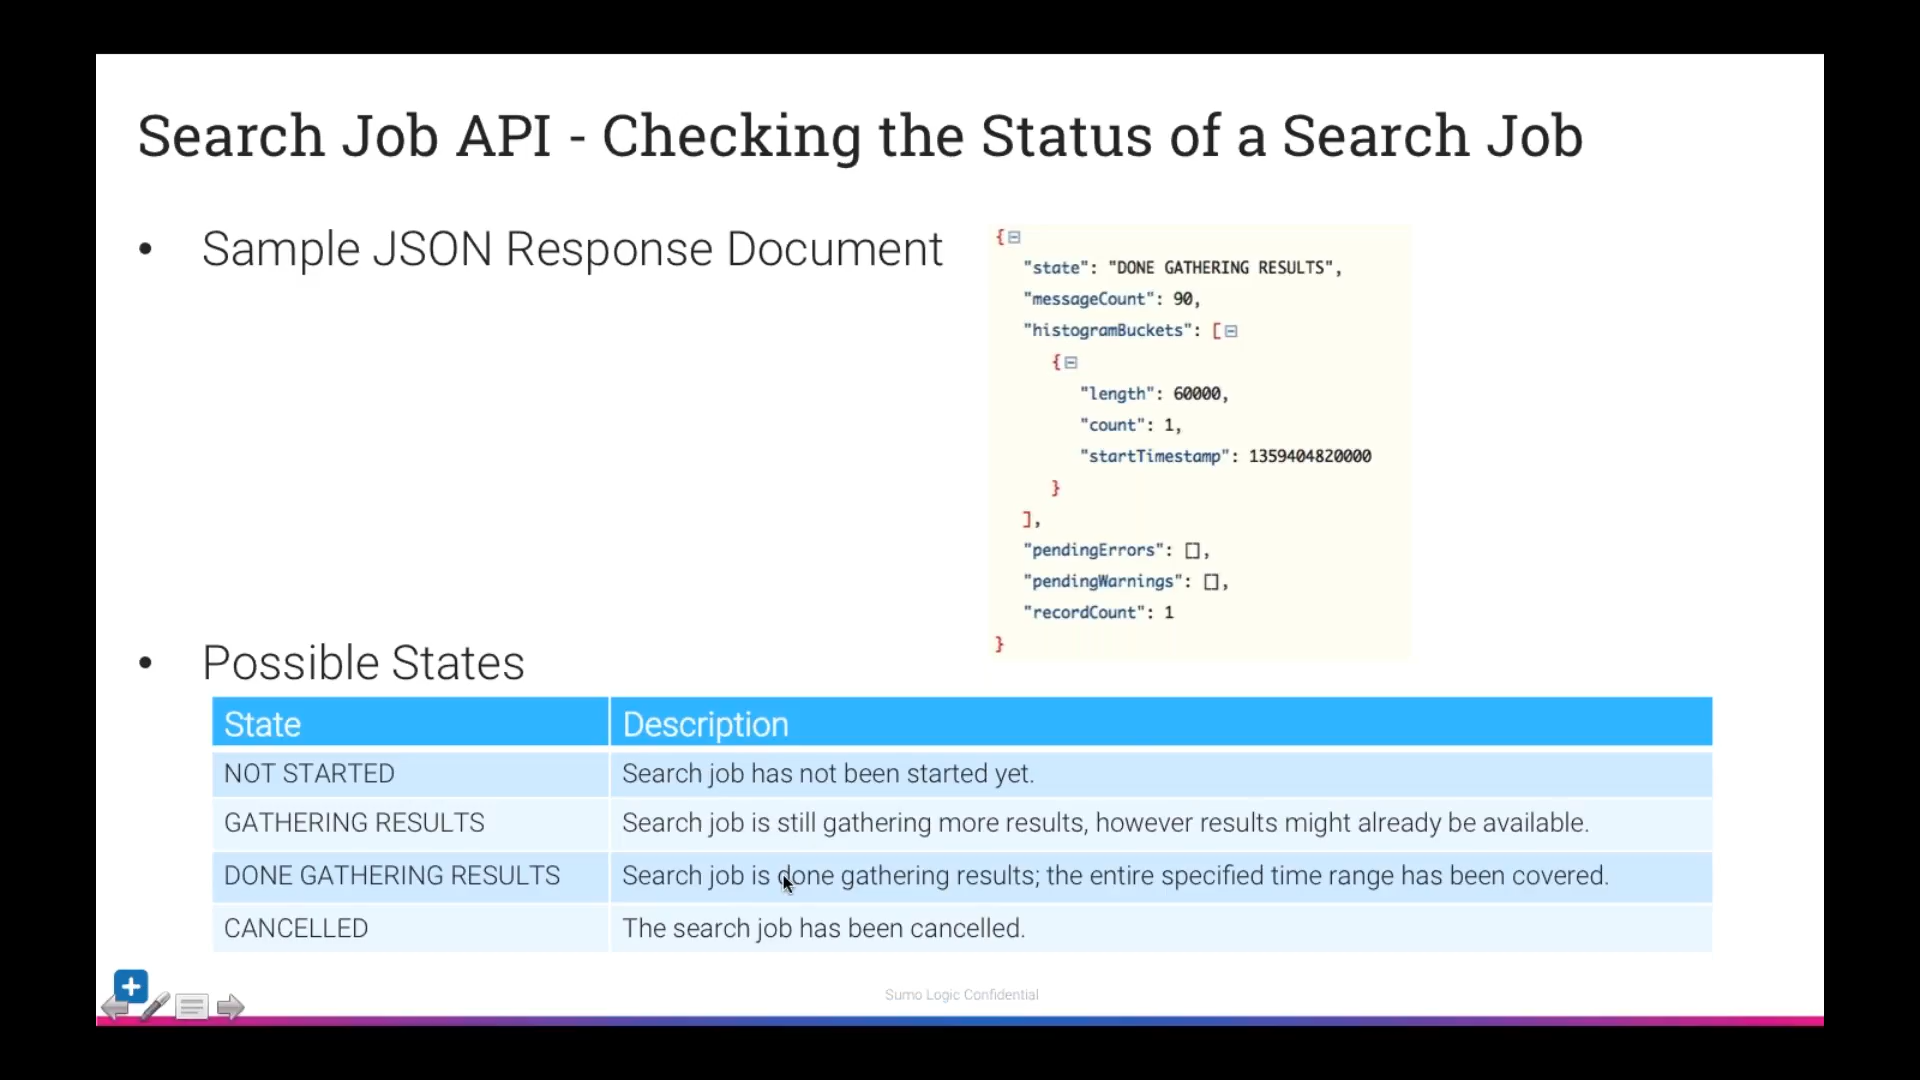 Search Job API - Checking the Status of a Search Job
• Sample JSON Response Document
{
"state": "DONE GATHERING RESULTS",
"messageCount": 90,
"histogramBuckets": [
{
"length": 60000,
"count": 1,
"startTimestamp": 1359404820000
}
],
"pendingErrors": [],
"pendingWarnings": [],
"recordCount": 1
}
• Possible States
State Description
NOT STARTED Search job has not been started yet.
GATHERING RESULTS Search job is still gathering more results, however results might already be available.
DONE GATHERING RESULTS Search job is done gathering results; the entire specified time range has been covered.
CANCELLED The search job has been cancelled.
Sumo Logic Confidential